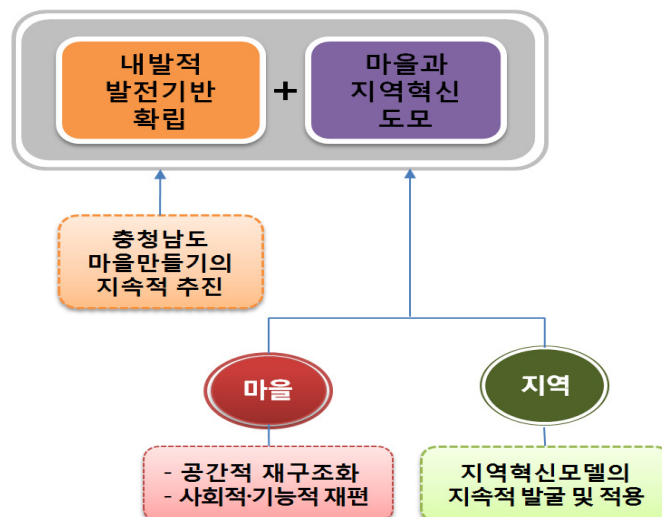 내발적
발전기반
확립
+
마을과
지역혁신
도모
충청남도
마을만들기의
지속적 추진
마을
지역
- 공간적 재구조화
- 사회적·기능적 재편
지역혁신모델의
지속적 발굴 및 적용